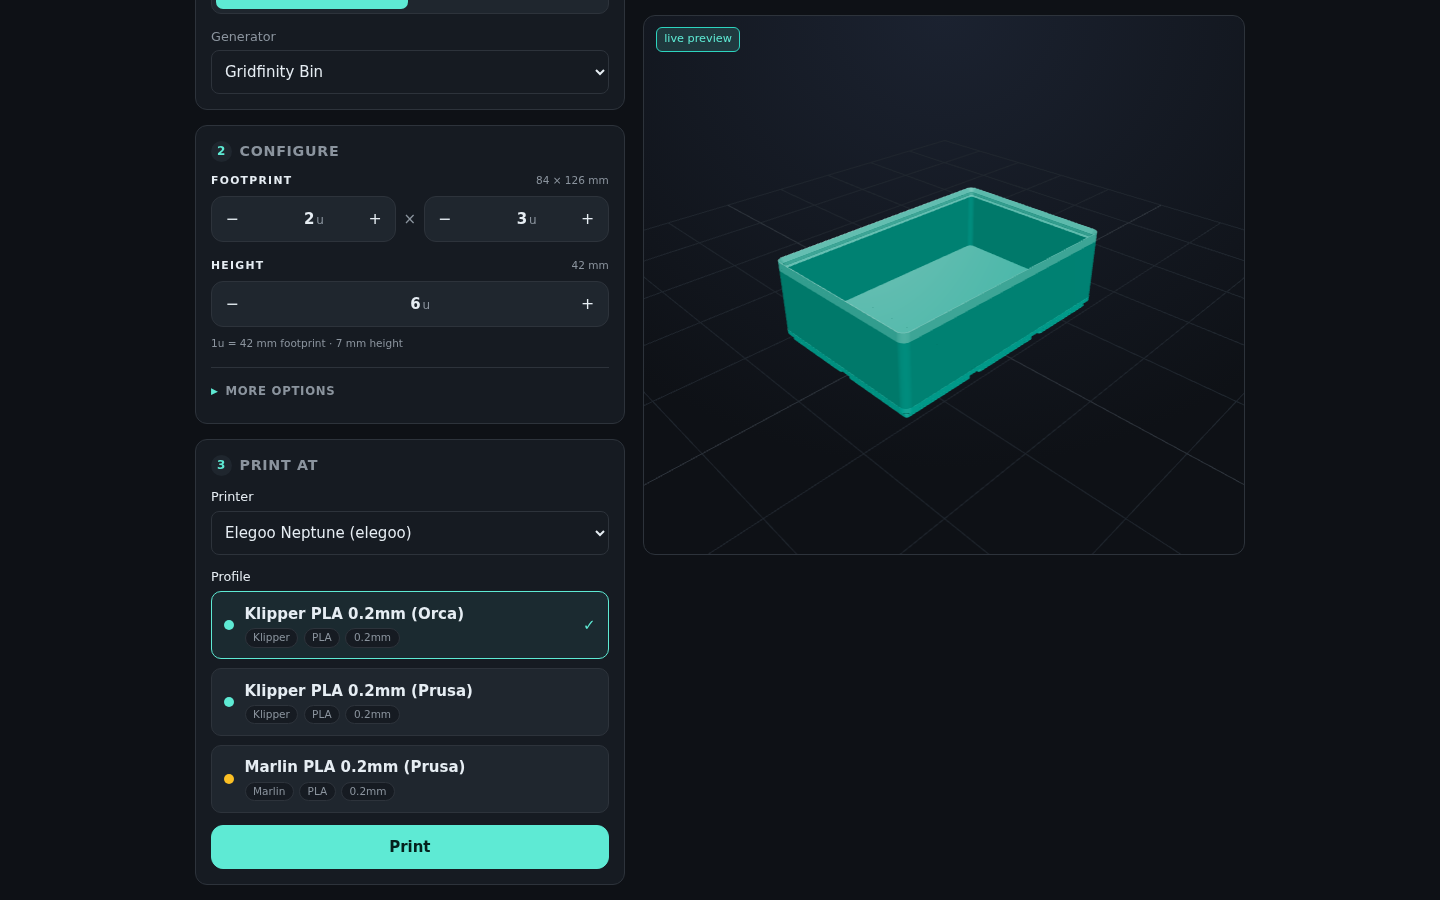 Generator
Gridfinity Bin
2 CONFIGURE
FOOTPRINT 84 × 126 mm
− 2 u + × − 3 u +
HEIGHT 42 mm
− 6 u +
1u = 42 mm footprint · 7 mm height
▸ MORE OPTIONS
3 PRINT AT
Printer
Elegoo Neptune (elegoo)
Profile
Klipper PLA 0.2mm (Orca) ✓
Klipper PLA 0.2mm
Klipper PLA 0.2mm (Prusa)
Klipper PLA 0.2mm
Marlin PLA 0.2mm (Prusa)
Marlin PLA 0.2mm
Print
live preview